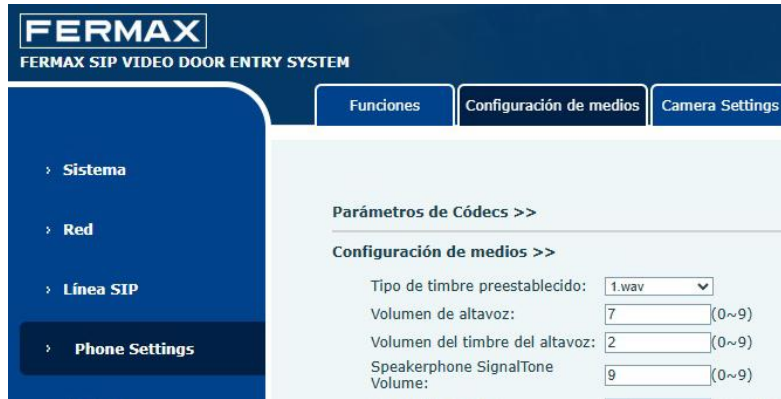 FERMAX
FERMAX SIP VIDEO DOOR ENTRY SYSTEM
Funciones Configuración de medios Camera Settings
› Sistema
› Red
› Línea SIP
› Phone Settings
Parámetros de Códecs >>
Configuración de medios >>
Tipo de timbre preestablecido: 1.wav
Volumen de altavoz: 7 (0~9)
Volumen del timbre del altavoz: 2 (0~9)
Speakerphone SignalTone
Volume: 9 (0~9)